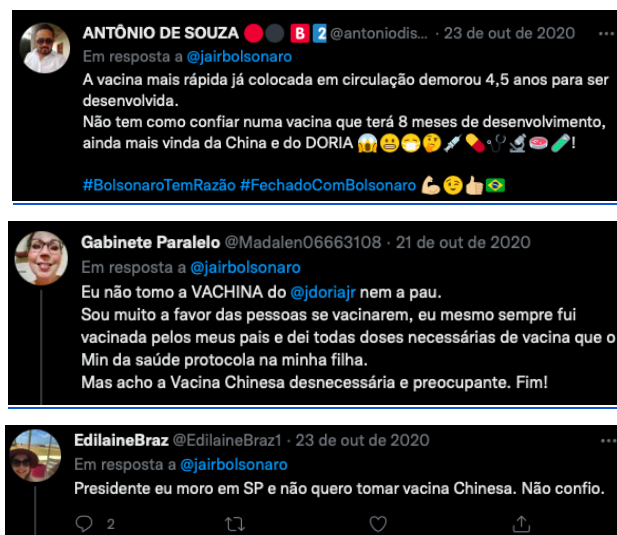 ANTÔNIO DE SOUZA 🔴⚫ 🅱️2️⃣ @antoniodis... · 23 de out de 2020 ···
Em resposta a @jairbolsonaro
A vacina mais rápida já colocada em circulação demorou 4,5 anos para ser
desenvolvida.
Não tem como confiar numa vacina que terá 8 meses de desenvolvimento,
ainda mais vinda da China e do DORIA 😱😬😷🤔💉💊🩺🔬🧫🧪!
#BolsonaroTemRazão #FechadoComBolsonaro 💪🏻😉👍🏻🇧🇷
Gabinete Paralelo @Madalen06663108 · 21 de out de 2020
Em resposta a @jairbolsonaro
Eu não tomo a VACHINA do @jdoriajr nem a pau.
Sou muito a favor das pessoas se vacinarem, eu mesmo sempre fui
vacinada pelos meus pais e dei todas doses necessárias de vacina que o
Min da saúde protocola na minha filha.
Mas acho a Vacina Chinesa desnecessária e preocupante. Fim!
EdilaineBraz @EdilaineBraz1 · 23 de out de 2020 ···
Em resposta a @jairbolsonaro
Presidente eu moro em SP e não quero tomar vacina Chinesa. Não confio.
2